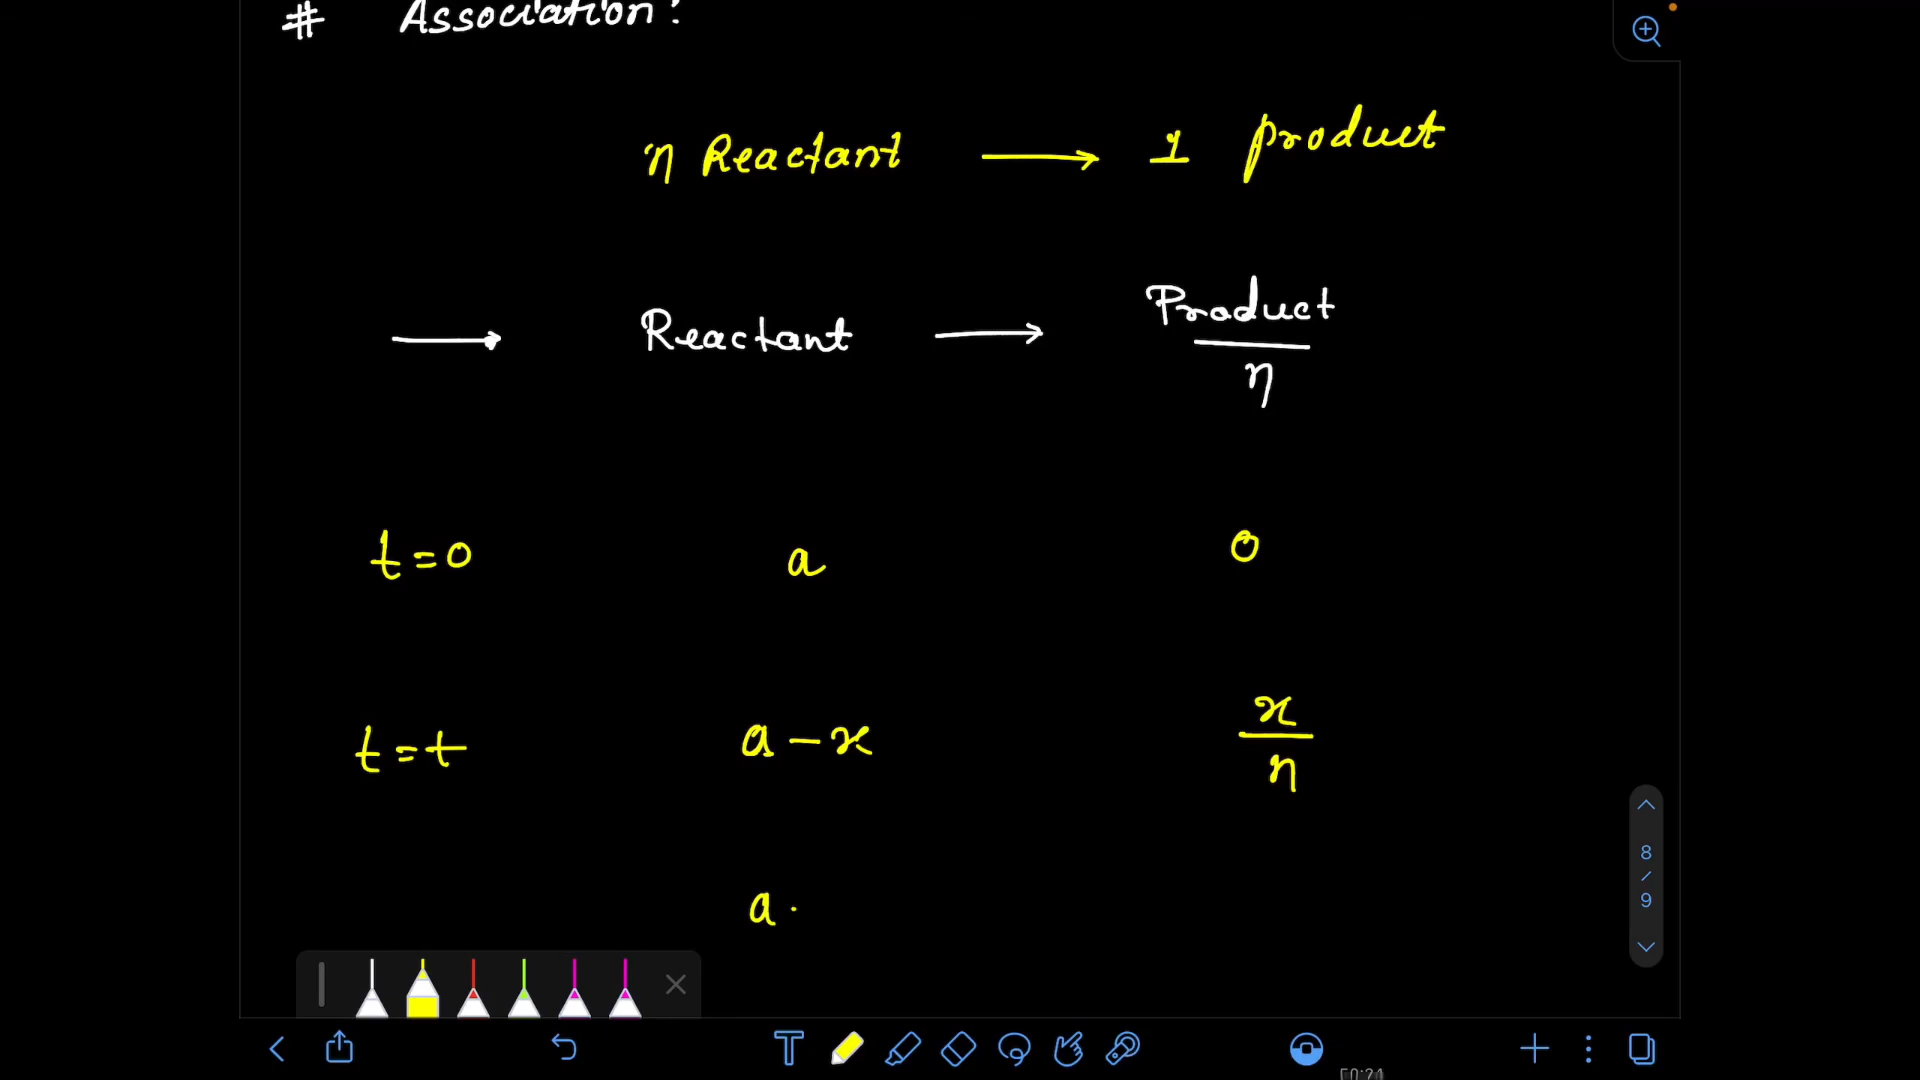 # Association:
η Reactant ⟶ 1 product
⟶ Reactant ⟶ Product/η
t=0 a 0
t=t a-x x/n
a.
8/9